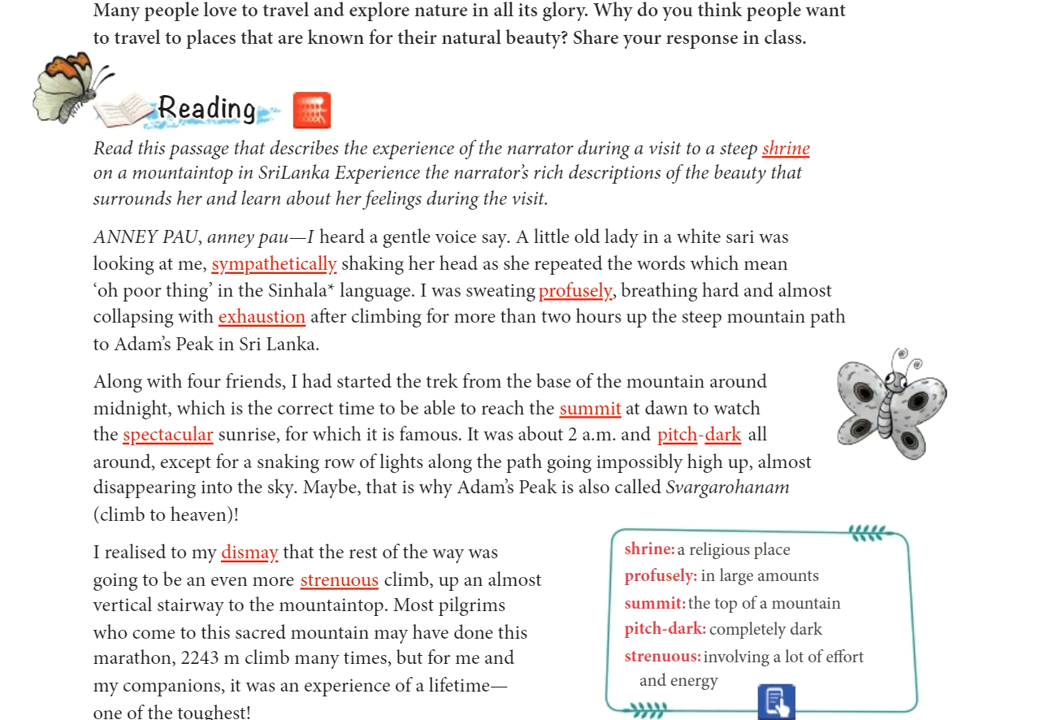 Many people love to travel and explore nature in all its glory. Why do you think people want
to travel to places that are known for their natural beauty? Share your response in class.
Reading
Read this passage that describes the experience of the narrator during a visit to a steep shrine
on a mountaintop in SriLanka Experience the narrator's rich descriptions of the beauty that
surrounds her and learn about her feelings during the visit.
ANNEY PAU, anney pau—I heard a gentle voice say. A little old lady in a white sari was
looking at me, sympathetically shaking her head as she repeated the words which mean
'oh poor thing' in the Sinhala* language. I was sweating profusely, breathing hard and almost
collapsing with exhaustion after climbing for more than two hours up the steep mountain path
to Adam's Peak in Sri Lanka.
Along with four friends, I had started the trek from the base of the mountain around
midnight, which is the correct time to be able to reach the summit at dawn to watch
the spectacular sunrise, for which it is famous. It was about 2 a.m. and pitch-dark all
around, except for a snaking row of lights along the path going impossibly high up, almost
disappearing into the sky. Maybe, that is why Adam's Peak is also called Svargarohanam
(climb to heaven)!
I realised to my dismay that the rest of the way was
going to be an even more strenuous climb, up an almost
vertical stairway to the mountaintop. Most pilgrims
who come to this sacred mountain may have done this
marathon, 2243 m climb many times, but for me and
my companions, it was an experience of a lifetime—
one of the toughest!
shrine: a religious place
profusely: in large amounts
summit: the top of a mountain
pitch-dark: completely dark
strenuous: involving a lot of effort
and energy